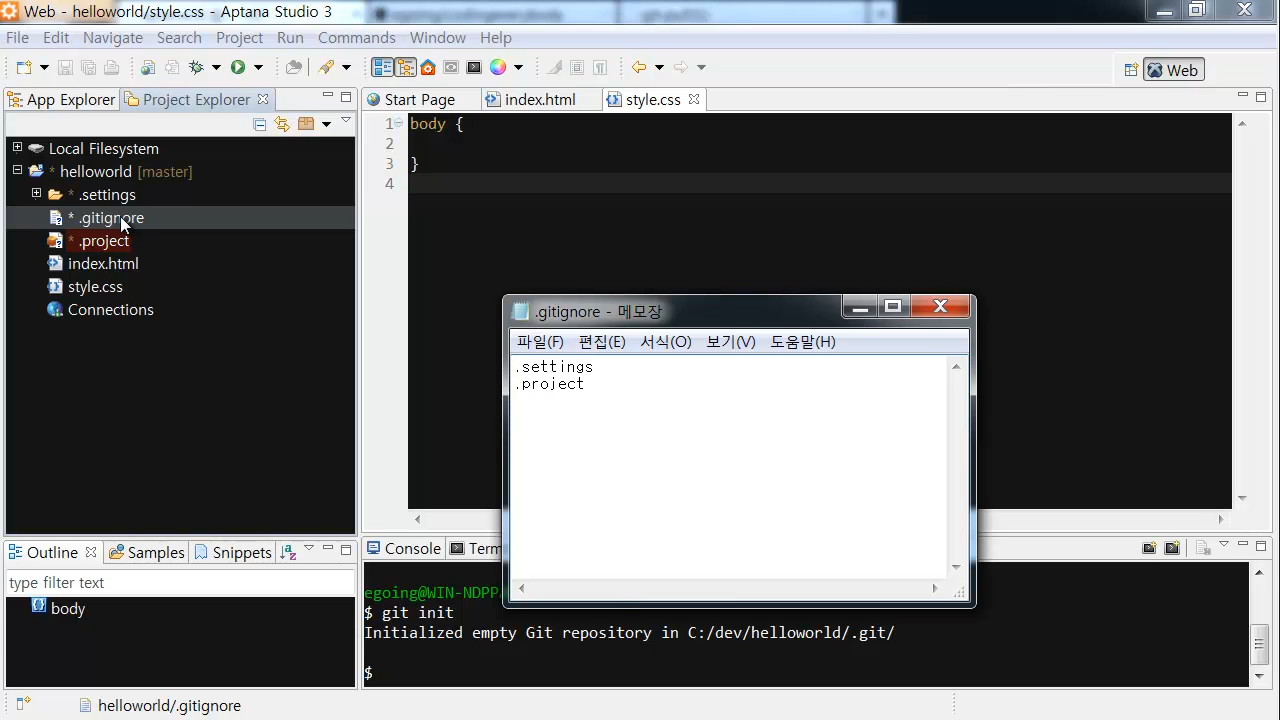 Web - helloworld/style.css - Aptana Studio 3
File Edit Navigate Search Project Run Commands Window Help
Web
App Explorer Project Explorer
Start Page index.html style.css
Local Filesystem
* helloworld [master]
* .settings
* .gitignore
* .project
index.html
style.css
Connections
1 body {
2
3 }
4
.gitignore - 메모장
파일(F) 편집(E) 서식(O) 보기(V) 도움말(H)
.settings
.project
Outline Samples Snippets
type filter text
body
Console
egoing@WIN-NDPP
$ git init
Initialized empty Git repository in C:/dev/helloworld/.git/
$
helloworld/.gitignore